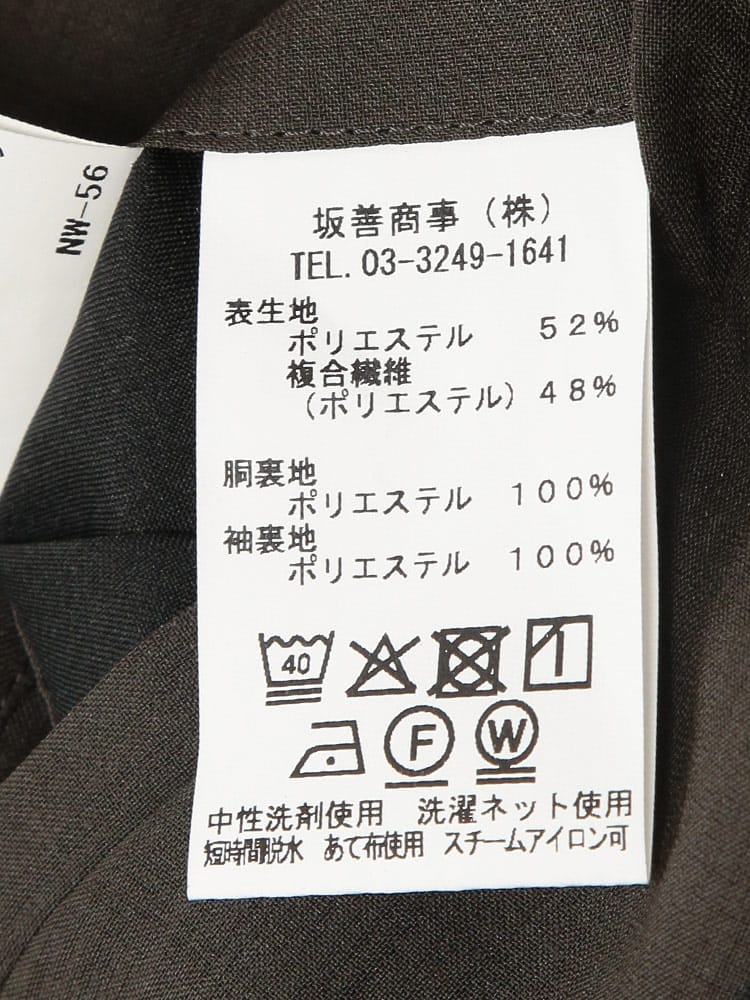 NW-56
坂善商事（株）
TEL. 03-3249-1641
表生地
ポリエステル 52%
複合繊維
（ポリエステル）48%
胴裏地
ポリエステル 100%
袖裏地
ポリエステル 100%
40
F W
中性洗剤使用 洗濯ネット使用
短時間脱水 あて布使用 スチームアイロン可